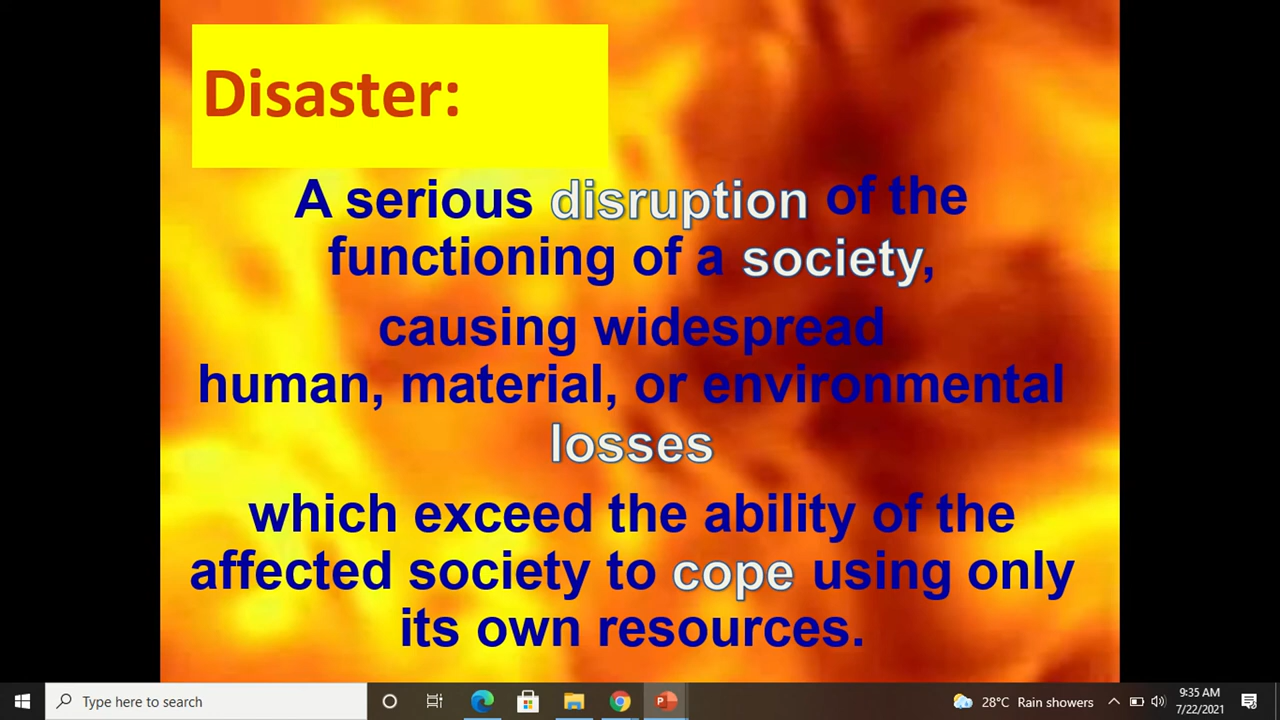 Disaster:
A serious disruption of the
functioning of a society,
causing widespread
human, material, or environmental
losses
which exceed the ability of the
affected society to cope using only
its own resources.
Type here to search
28°C Rain showers
9:35 AM
7/22/2021